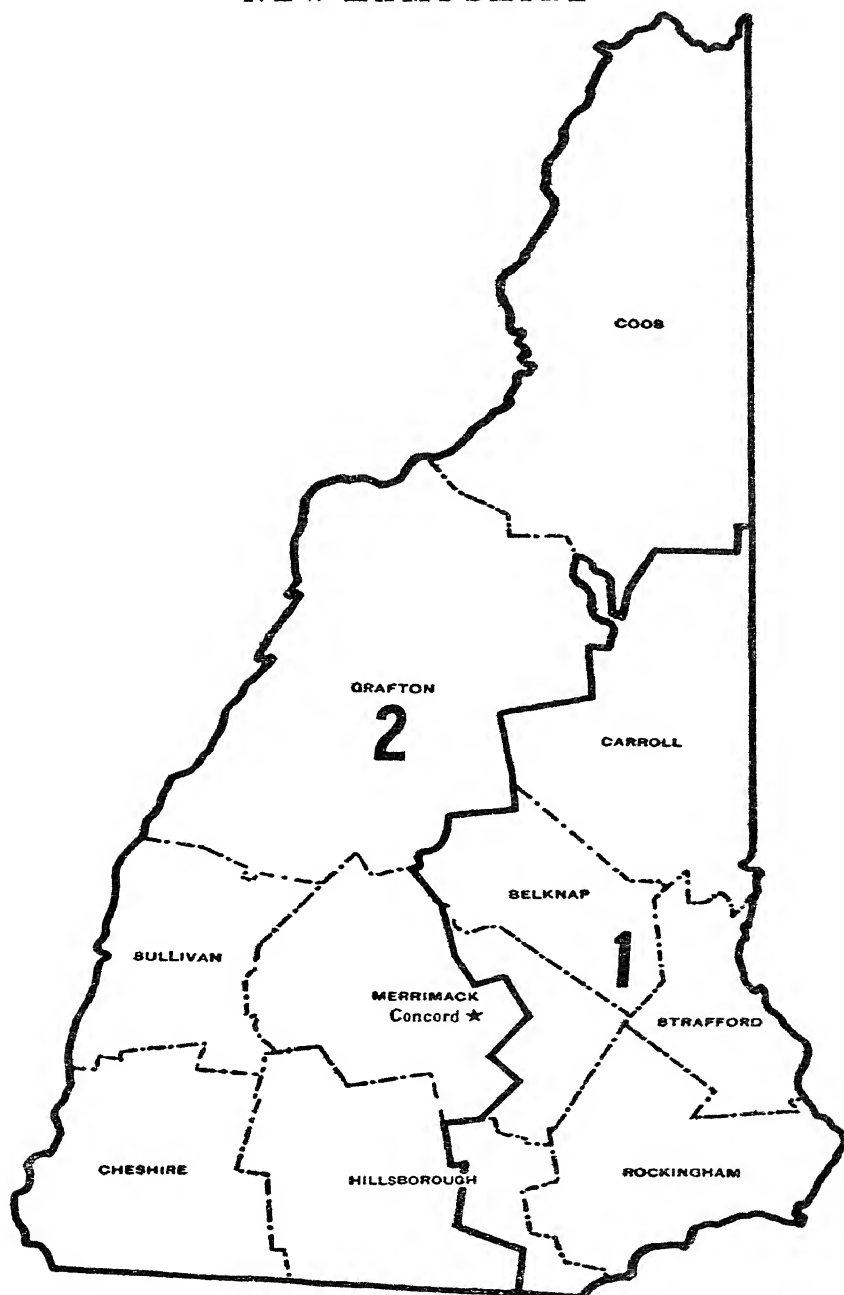 COOS
GRAFTON
2
CARROLL
BELKNAP
1
SULLIVAN
MERRIMACK
Concord ★
STRAFFORD
CHESHIRE
HILLSBOROUGH
ROCKINGHAM